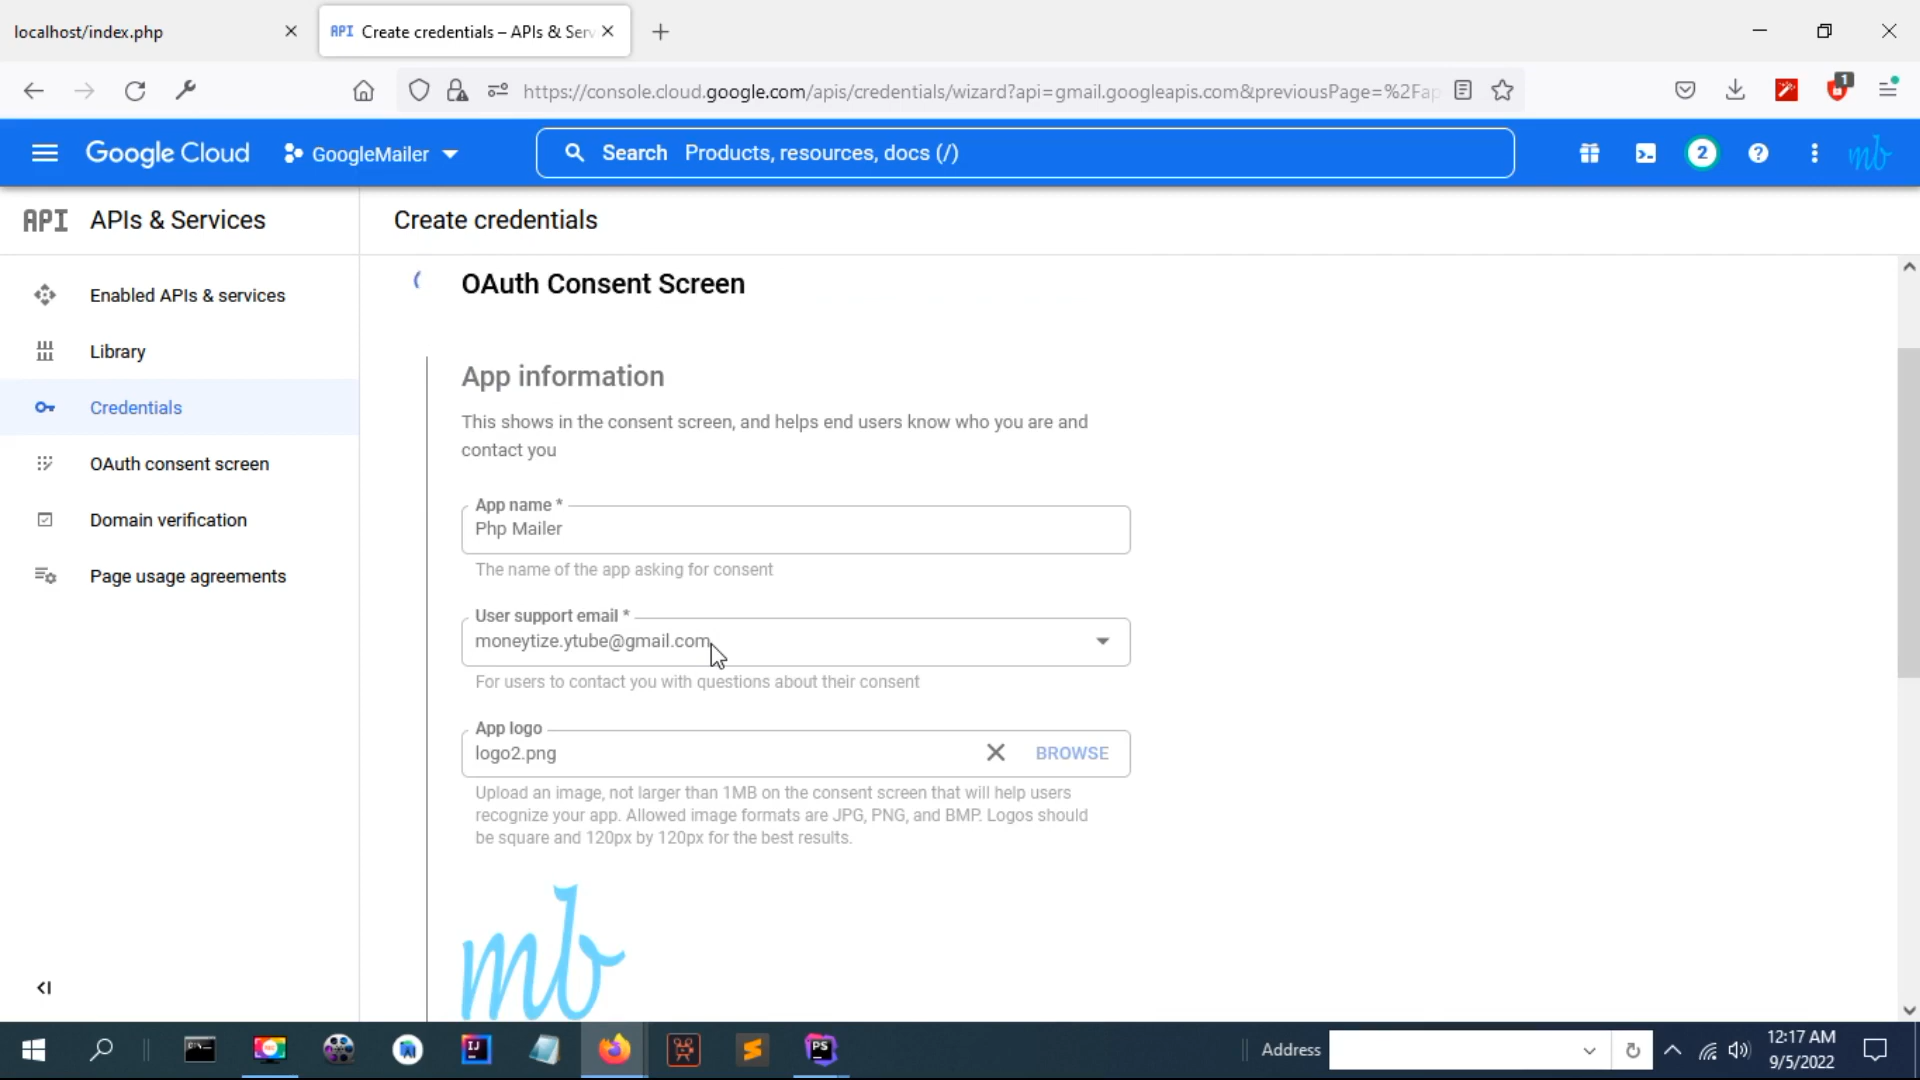 localhost/index.php
API Create credentials – APIs & Serv
https://console.cloud.google.com/apis/credentials/wizard?api=gmail.googleapis.com&previousPage=%2Fap
1
Google Cloud
GoogleMailer
Search Products, resources, docs (/)
2
mb
API APIs & Services
Create credentials
Enabled APIs & services
Library
Credentials
OAuth consent screen
Domain verification
Page usage agreements
OAuth Consent Screen
App information
This shows in the consent screen, and helps end users know who you are and
contact you
App name *
Php Mailer
The name of the app asking for consent
User support email *
moneytize.ytube@gmail.com
For users to contact you with questions about their consent
App logo
logo2.png
BROWSE
Upload an image, not larger than 1MB on the consent screen that will help users
recognize your app. Allowed image formats are JPG, PNG, and BMP. Logos should
be square and 120px by 120px for the best results.
mb
IJ
PS
Address
12:17 AM
9/5/2022